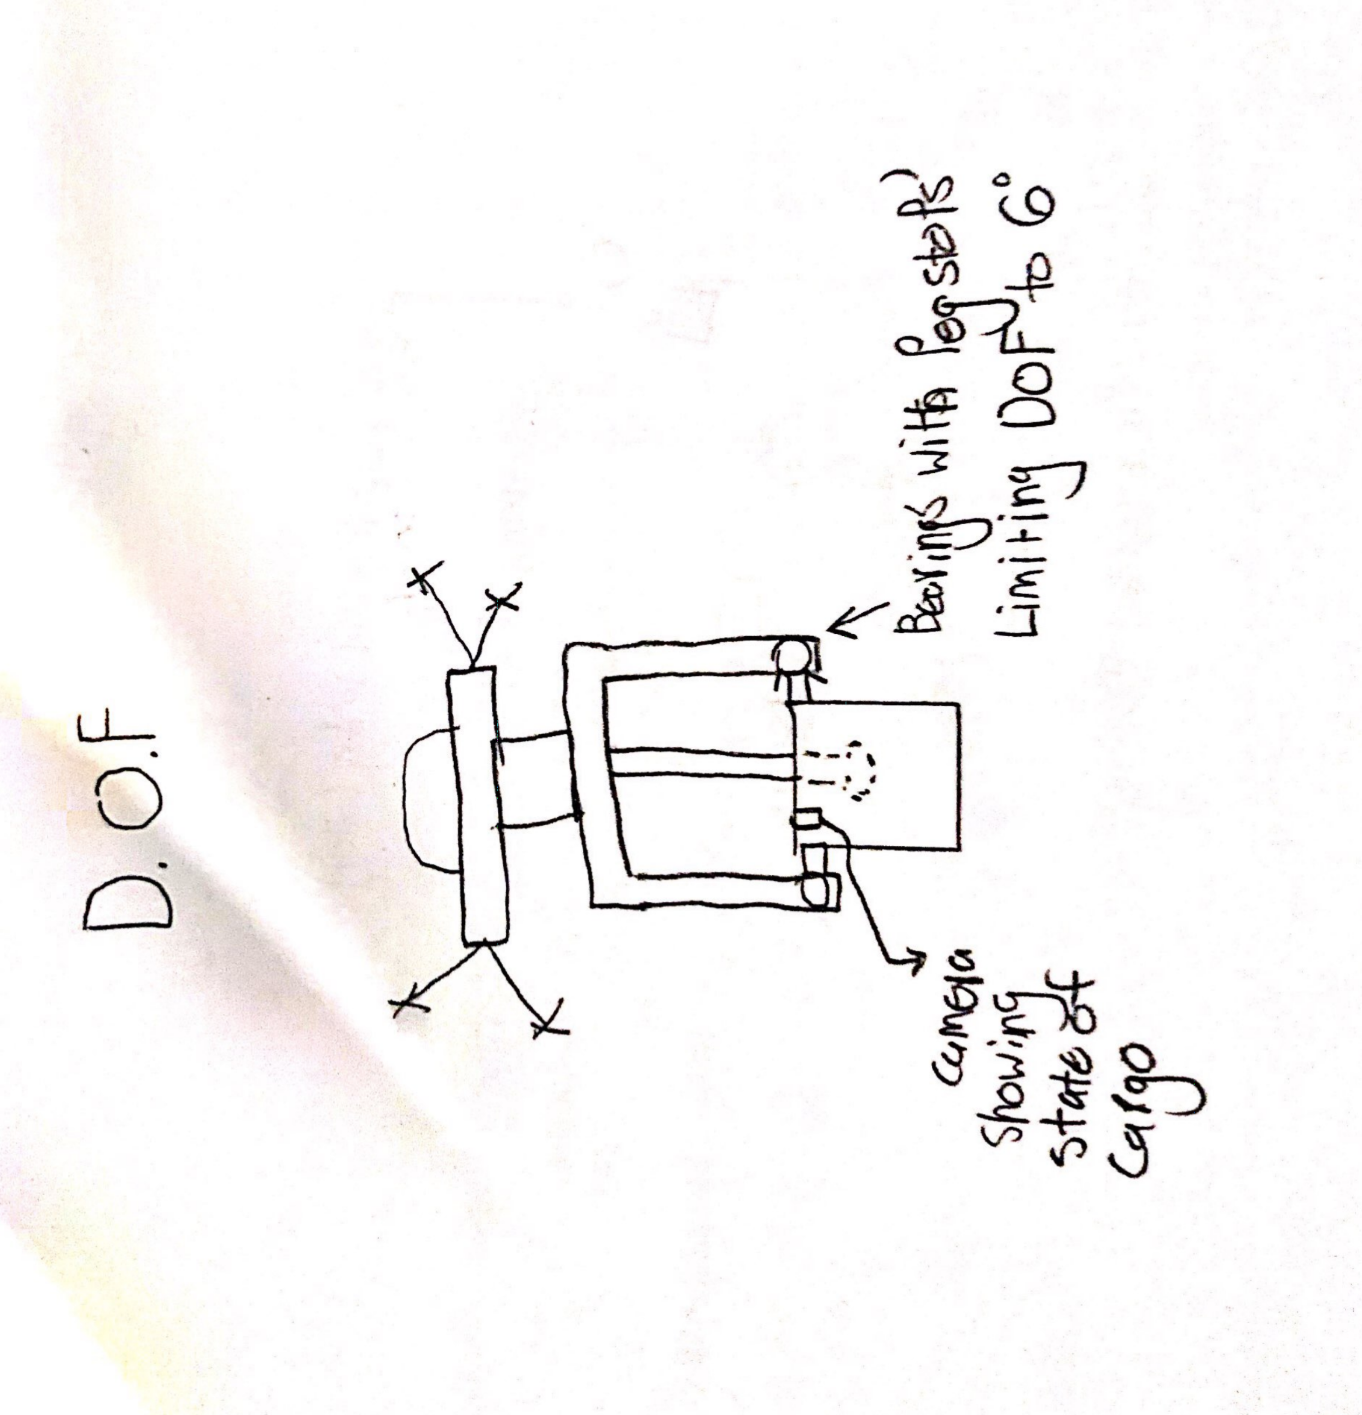 D.O.F
Bearings with Peg stops
Limiting DOF to 6°
Camera
Showing
State of
Cargo